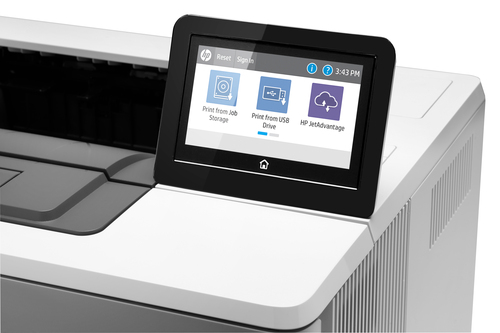 hp Reset Sign In i ? 3:43 PM
Print from Job
Storage
Print from USB
Drive
HP JetAdvantage